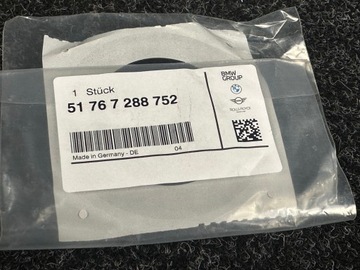 1 Stück
51 76 7 288 752
Made in Germany - DE
04
BMW
GROUP